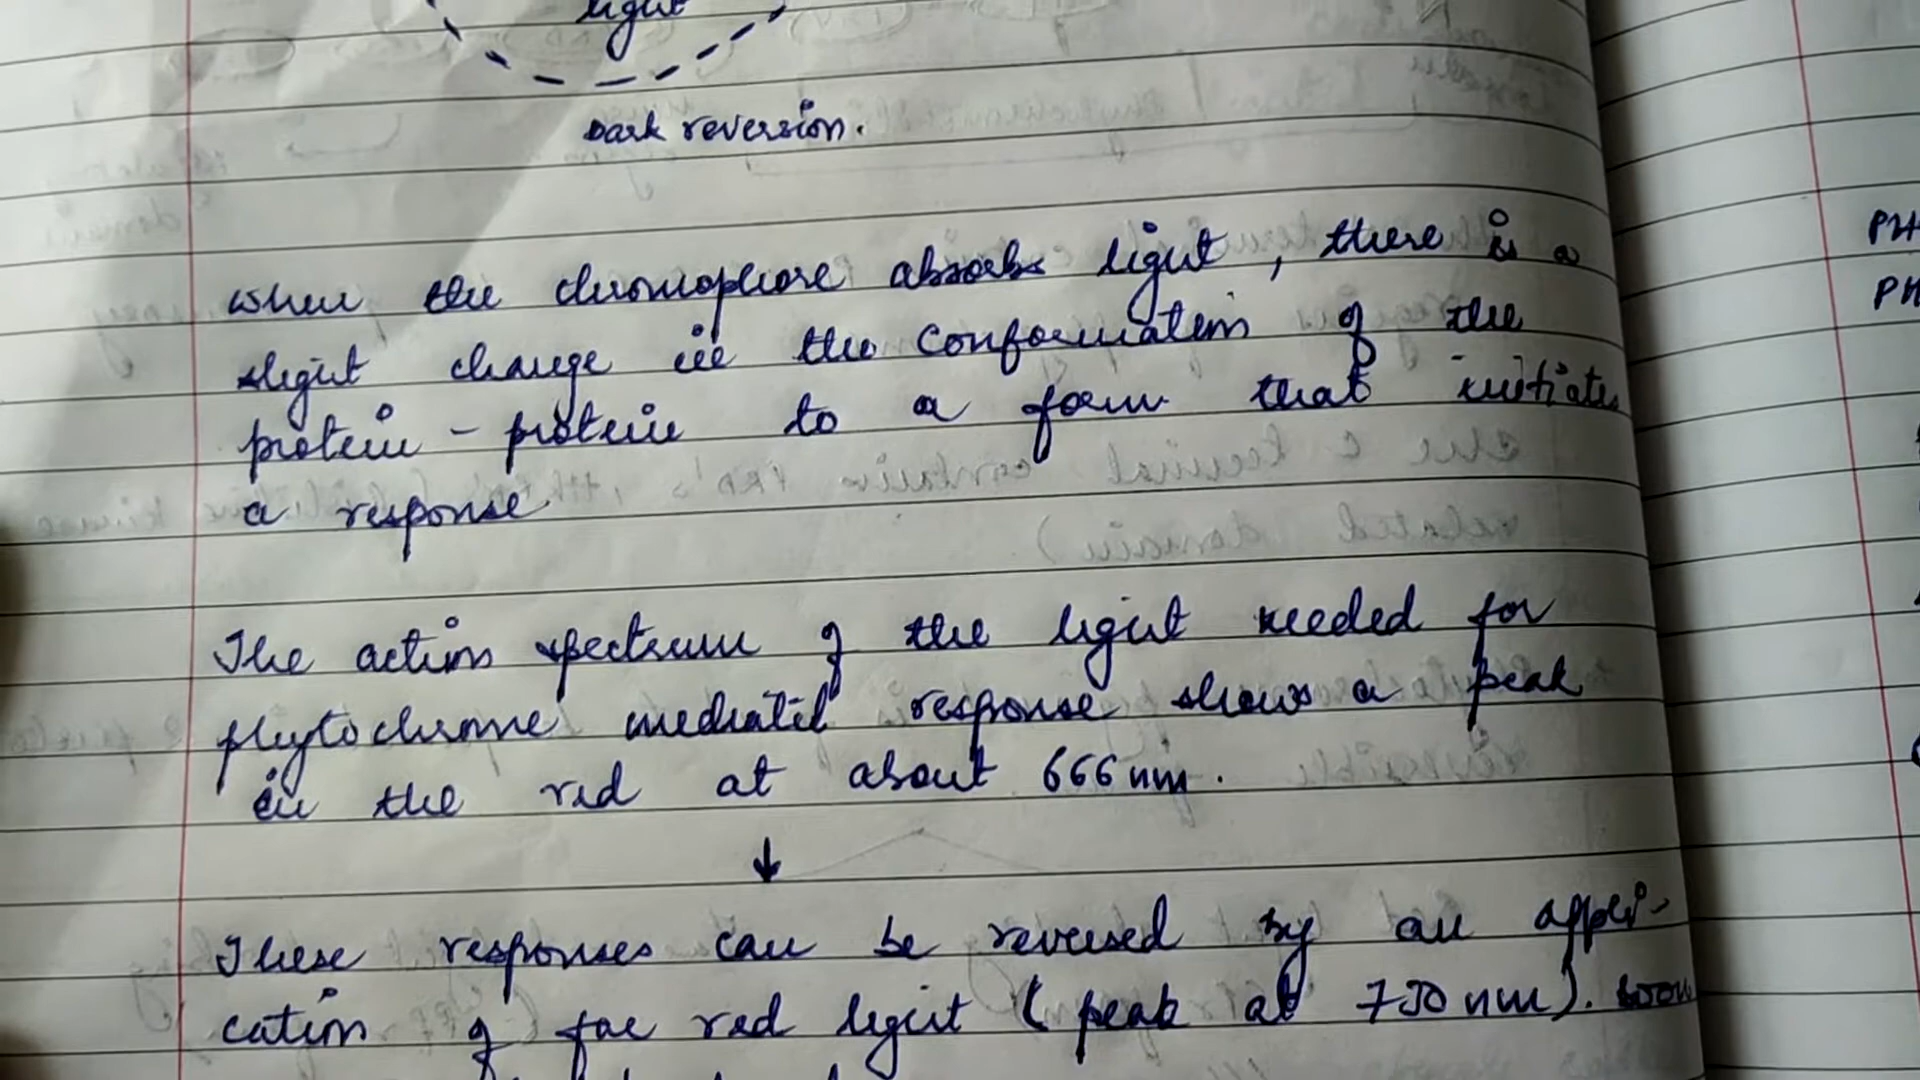 light
Dark reversion.
When the chromophore absorbs light, there is a
slight change in the conformation of the
protein - protein to a form that initiates
a response
The action spectrum of the light needed for
phytochrome mediated response shows a peak
in the red at about 666 nm.
↓
These responses can be reversed by an appli-
cation of far red light (peak at 730 nm). soon
PH
PH